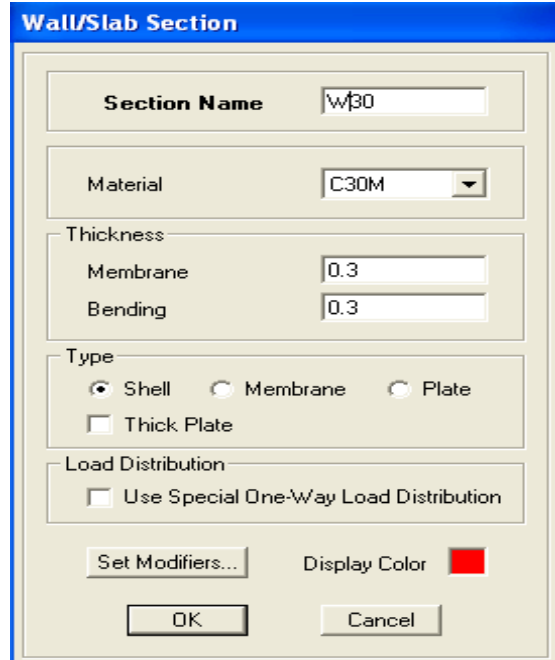 Wall/Slab Section
Section Name W30
Material C30M
Thickness
Membrane 0.3
Bending 0.3
Type
Shell Membrane Plate
Thick Plate
Load Distribution
Use Special One-Way Load Distribution
Set Modifiers... Display Color
OK Cancel